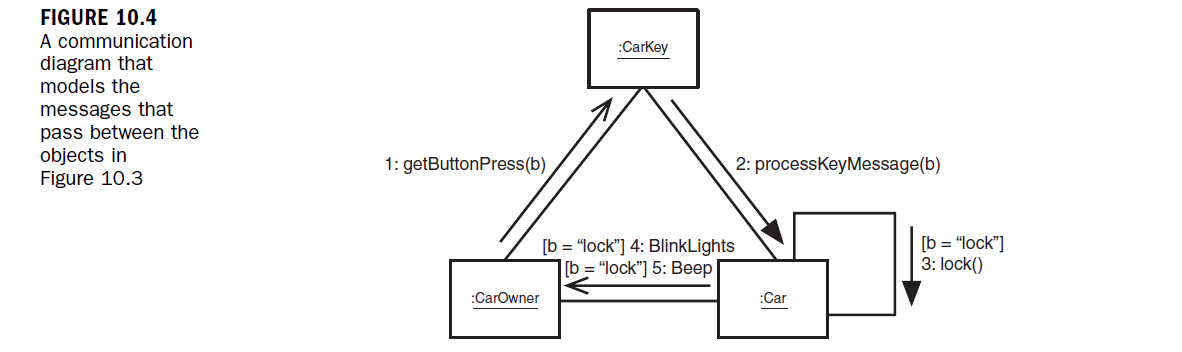 FIGURE 10.4
A communication
diagram that
models the
messages that
pass between the
objects in
Figure 10.3
:CarKey
1: getButtonPress(b)
2: processKeyMessage(b)
[b = “lock”] 4: BlinkLights
[b = “lock”] 5: Beep
[b = “lock”]
3: lock()
:CarOwner
:Car